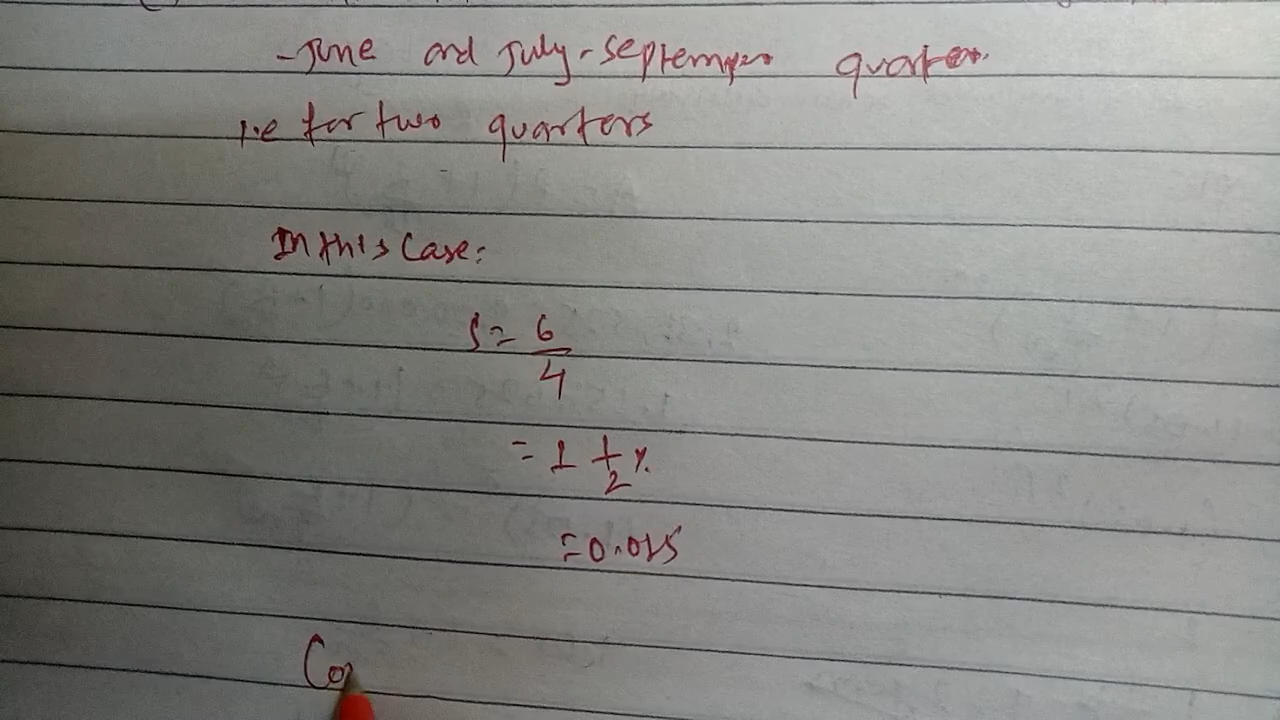 -June and July-September quarter.
i.e for two quarters
In this Case:
S = 6/4
= 1 1/2 %
= 0.015
Co